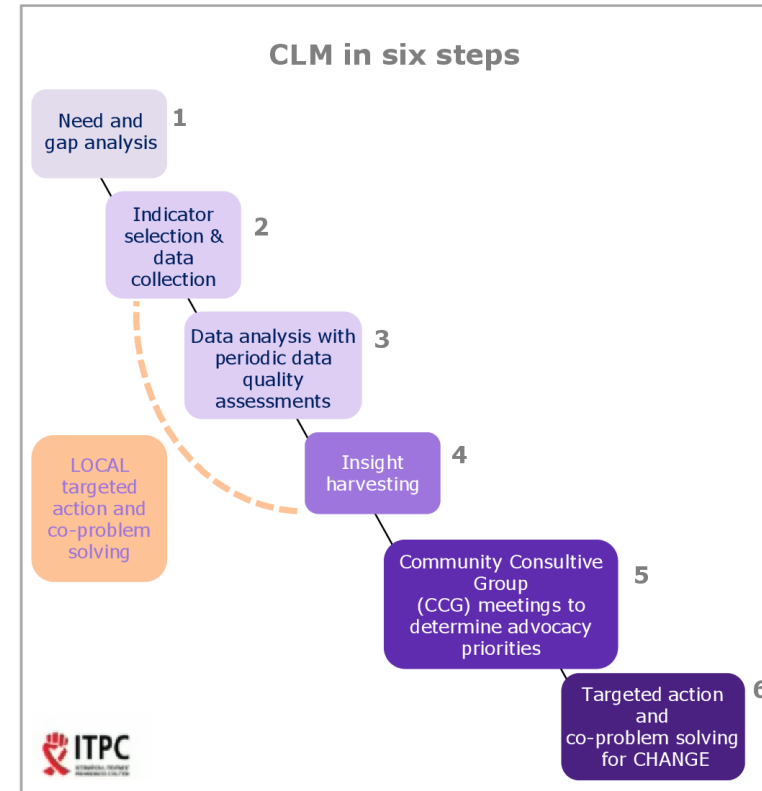 CLM in six steps
1
Need and
gap analysis
Indicator
selection &
data
collection
2
Data analysis with
periodic data
quality
assessments
3
Insight
harvesting
4
LOCAL
targeted
action and
co-problem
solving
Community Consultive
Group
(CCG) meetings to
determine advocacy
priorities
5
Targeted action
and
co-problem solving
for CHANGE
6
ITPC